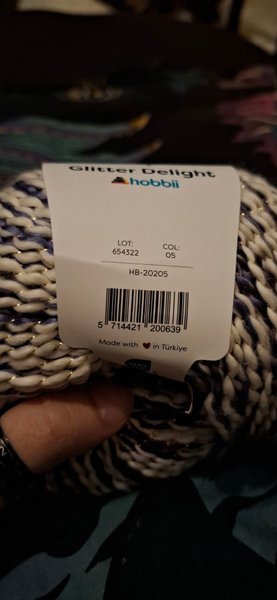 Glitter Delight
hobbii
LOT: COL:
654322 05
HB-20205
5 714421 200639
Made with ❤ in Türkiye